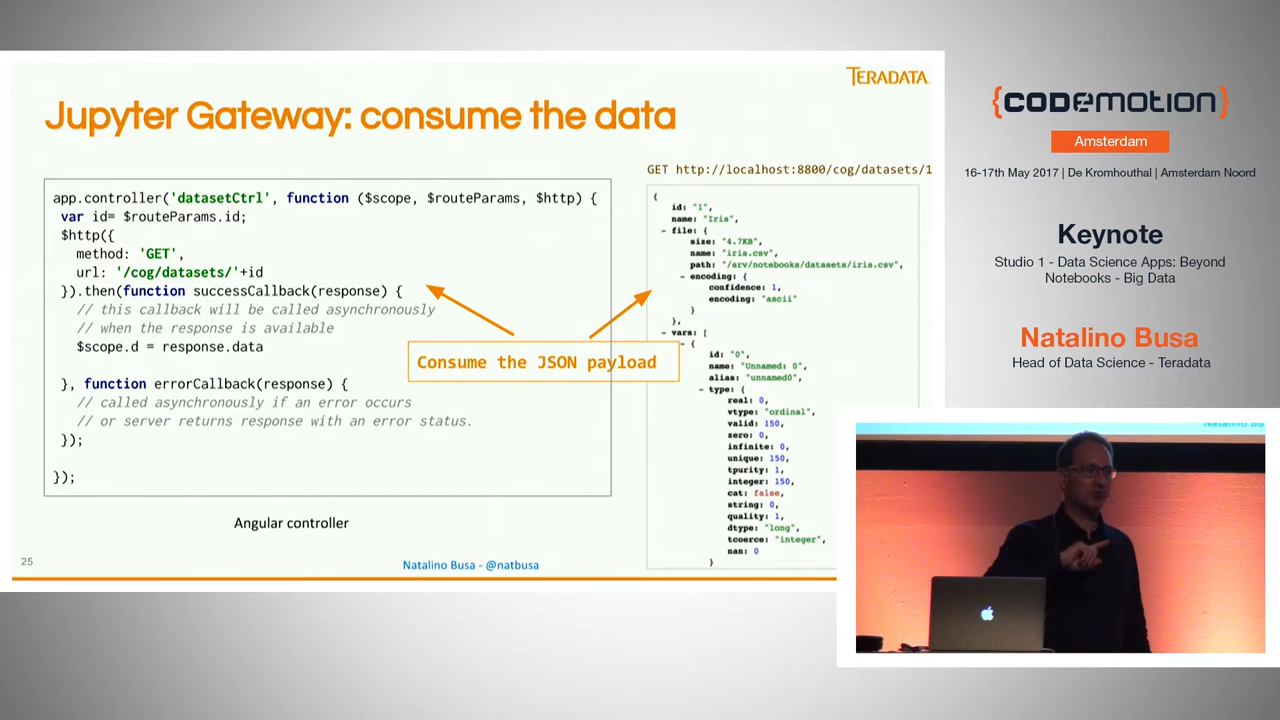 TERADATA
Jupyter Gateway: consume the data
app.controller('datasetCtrl', function ($scope, $routeParams, $http) {
var id= $routeParams.id;
$http({
method: 'GET',
url: '/cog/datasets/'+id
}).then(function successCallback(response) {
// this callback will be called asynchronously
// when the response is available
$scope.d = response.data
}, function errorCallback(response) {
// called asynchronously if an error occurs
// or server returns response with an error status.
});
});
Angular controller
Consume the JSON payload
GET http://localhost:8800/cog/datasets/1
{
id: "1",
name: "Iris",
- file: {
size: "4.7KB",
name: "iris.csv",
path: "/srv/notebooks/datasets/iris.csv",
- encoding: {
confidence: 1,
encoding: "ascii"
}
},
- vars: [
- {
id: "0",
name: "Unnamed: 0",
alias: "unnamed0",
- type: {
real: 0,
vtype: "ordinal",
valid: 150,
zero: 0,
infinite: 0,
unique: 150,
tpurity: 1,
integer: 150,
cat: false,
string: 0,
quality: 1,
dtype: "long",
tcoerce: "integer",
nan: 0
}
25
Natalino Busa - @natbusa
{CODEMOTION}
Amsterdam
16-17th May 2017 | De Kromhouthal | Amsterdam Noord
Keynote
Studio 1 - Data Science Apps: Beyond
Notebooks - Big Data
Natalino Busa
Head of Data Science - Teradata
Natalino Bu